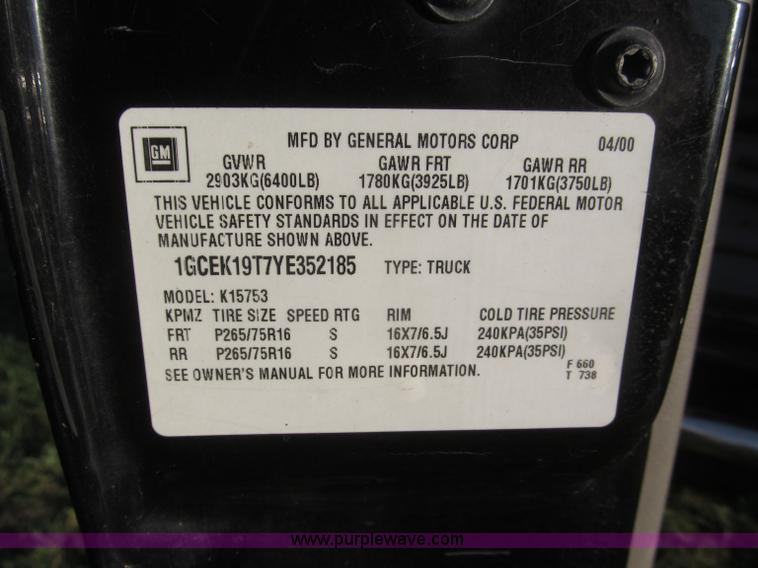 GM
MFD BY GENERAL MOTORS CORP 04/00
GVWR GAWR FRT GAWR RR
2903KG(6400LB) 1780KG(3925LB) 1701KG(3750LB)
THIS VEHICLE CONFORMS TO ALL APPLICABLE U.S. FEDERAL MOTOR
VEHICLE SAFETY STANDARDS IN EFFECT ON THE DATE OF
MANUFACTURE SHOWN ABOVE.
1GCEK19T7YE352185 TYPE: TRUCK
MODEL: K15753
KPMZ TIRE SIZE SPEED RTG RIM COLD TIRE PRESSURE
FRT P265/75R16 S 16X7/6.5J 240KPA(35PSI)
RR P265/75R16 S 16X7/6.5J 240KPA(35PSI)
SEE OWNER'S MANUAL FOR MORE INFORMATION.
F 660
T 738
www.purplewave.com